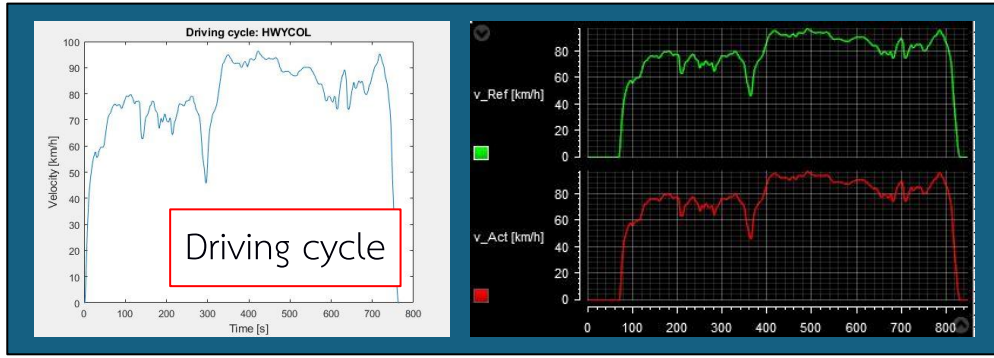 Driving cycle: HWYCOL
100
90
80
70
60
50
40
30
20
10
0
Velocity [km/h]
0 100 200 300 400 500 600 700 800
Time [s]
Driving cycle
v_Ref [km/h]
80
60
40
20
0
v_Act [km/h]
80
60
40
20
0
0 100 200 300 400 500 600 700 800